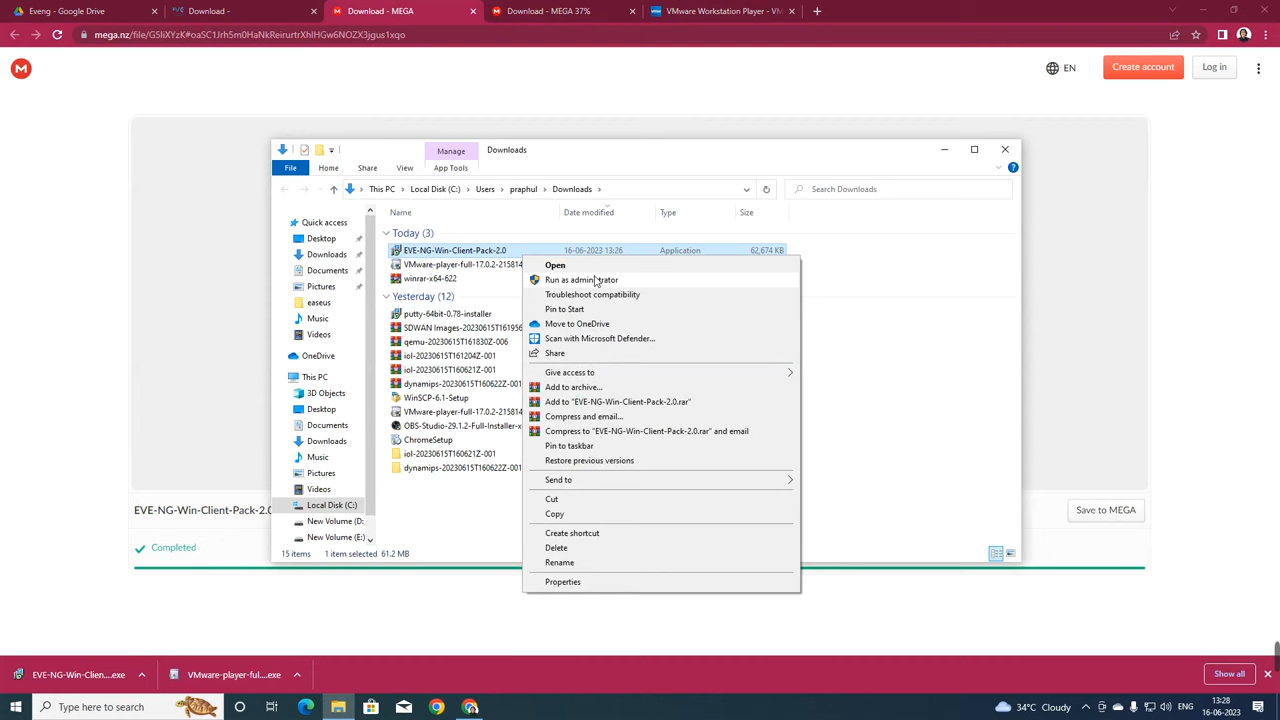 Eveng - Google Drive
Download -
Download - MEGA
Download - MEGA 37%
VMware Workstation Player - VM
mega.nz/file/G5liXYzK#oaSC1Jrh5m0HaNkReirurtrXhlHGw6NOZX3jgus1xqo
EN
Create account
Log in
Manage
Downloads
File
Home
Share
View
App Tools
This PC
Local Disk (C:)
Users
praphul
Downloads
Search Downloads
Name
Date modified
Type
Size
Quick access
Desktop
Downloads
Documents
Pictures
easeus
Music
Videos
OneDrive
This PC
3D Objects
Desktop
Documents
Downloads
Music
Pictures
Videos
Local Disk (C:)
New Volume (D:
New Volume (E:)
Today (3)
EVE-NG-Win-Client-Pack-2.0
16-06-2023 13:26
Application
62,674 KB
VMware-player-full-17.0.2-215814
winrar-x64-622
Yesterday (12)
putty-64bit-0.78-installer
SDWAN Images-20230615T161956
qemu-20230615T161830Z-006
iol-20230615T161204Z-001
iol-20230615T160621Z-001
dynamips-20230615T160622Z-001
WinSCP-6.1-Setup
VMware-player-full-17.0.2-215814
OBS-Studio-29.1.2-Full-Installer-x
ChromeSetup
iol-20230615T160621Z-001
dynamips-20230615T160622Z-001
Open
Run as administrator
Troubleshoot compatibility
Pin to Start
Move to OneDrive
Scan with Microsoft Defender...
Share
Give access to
Add to archive...
Add to "EVE-NG-Win-Client-Pack-2.0.rar"
Compress and email...
Compress to "EVE-NG-Win-Client-Pack-2.0.rar" and email
Pin to taskbar
Restore previous versions
Send to
Cut
Copy
Create shortcut
Delete
Rename
Properties
15 items
1 item selected 61.2 MB
EVE-NG-Win-Client-Pack-2.0
Save to MEGA
Completed
EVE-NG-Win-Clien....exe
VMware-player-ful....exe
Show all
Type here to search
34°C Cloudy
ENG
13:28
16-06-2023